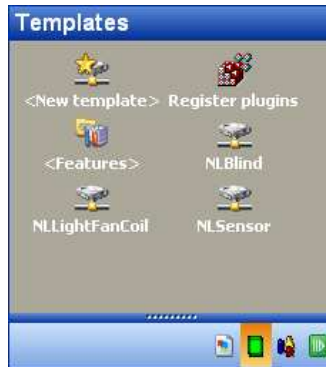 Templates
<New template> Register plugins
<Features> NLBlind
NLLightFanCoil NLSensor